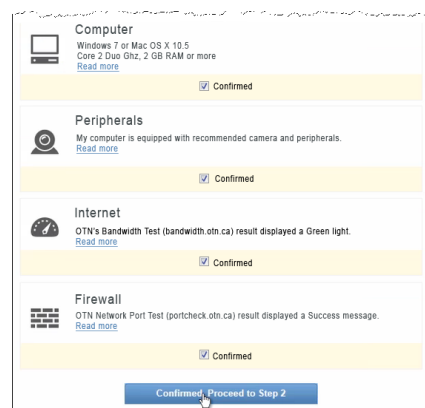 Computer
Windows 7 or Mac OS X 10.5
Core 2 Duo Ghz, 2 GB RAM or more
Read more
Confirmed
Peripherals
My computer is equipped with recommended camera and peripherals.
Read more
Confirmed
Internet
OTN's Bandwidth Test (bandwidth.otn.ca) result displayed a Green light.
Read more
Confirmed
Firewall
OTN Network Port Test (portcheck.otn.ca) result displayed a Success message.
Read more
Confirmed
Confirmed, Proceed to Step 2